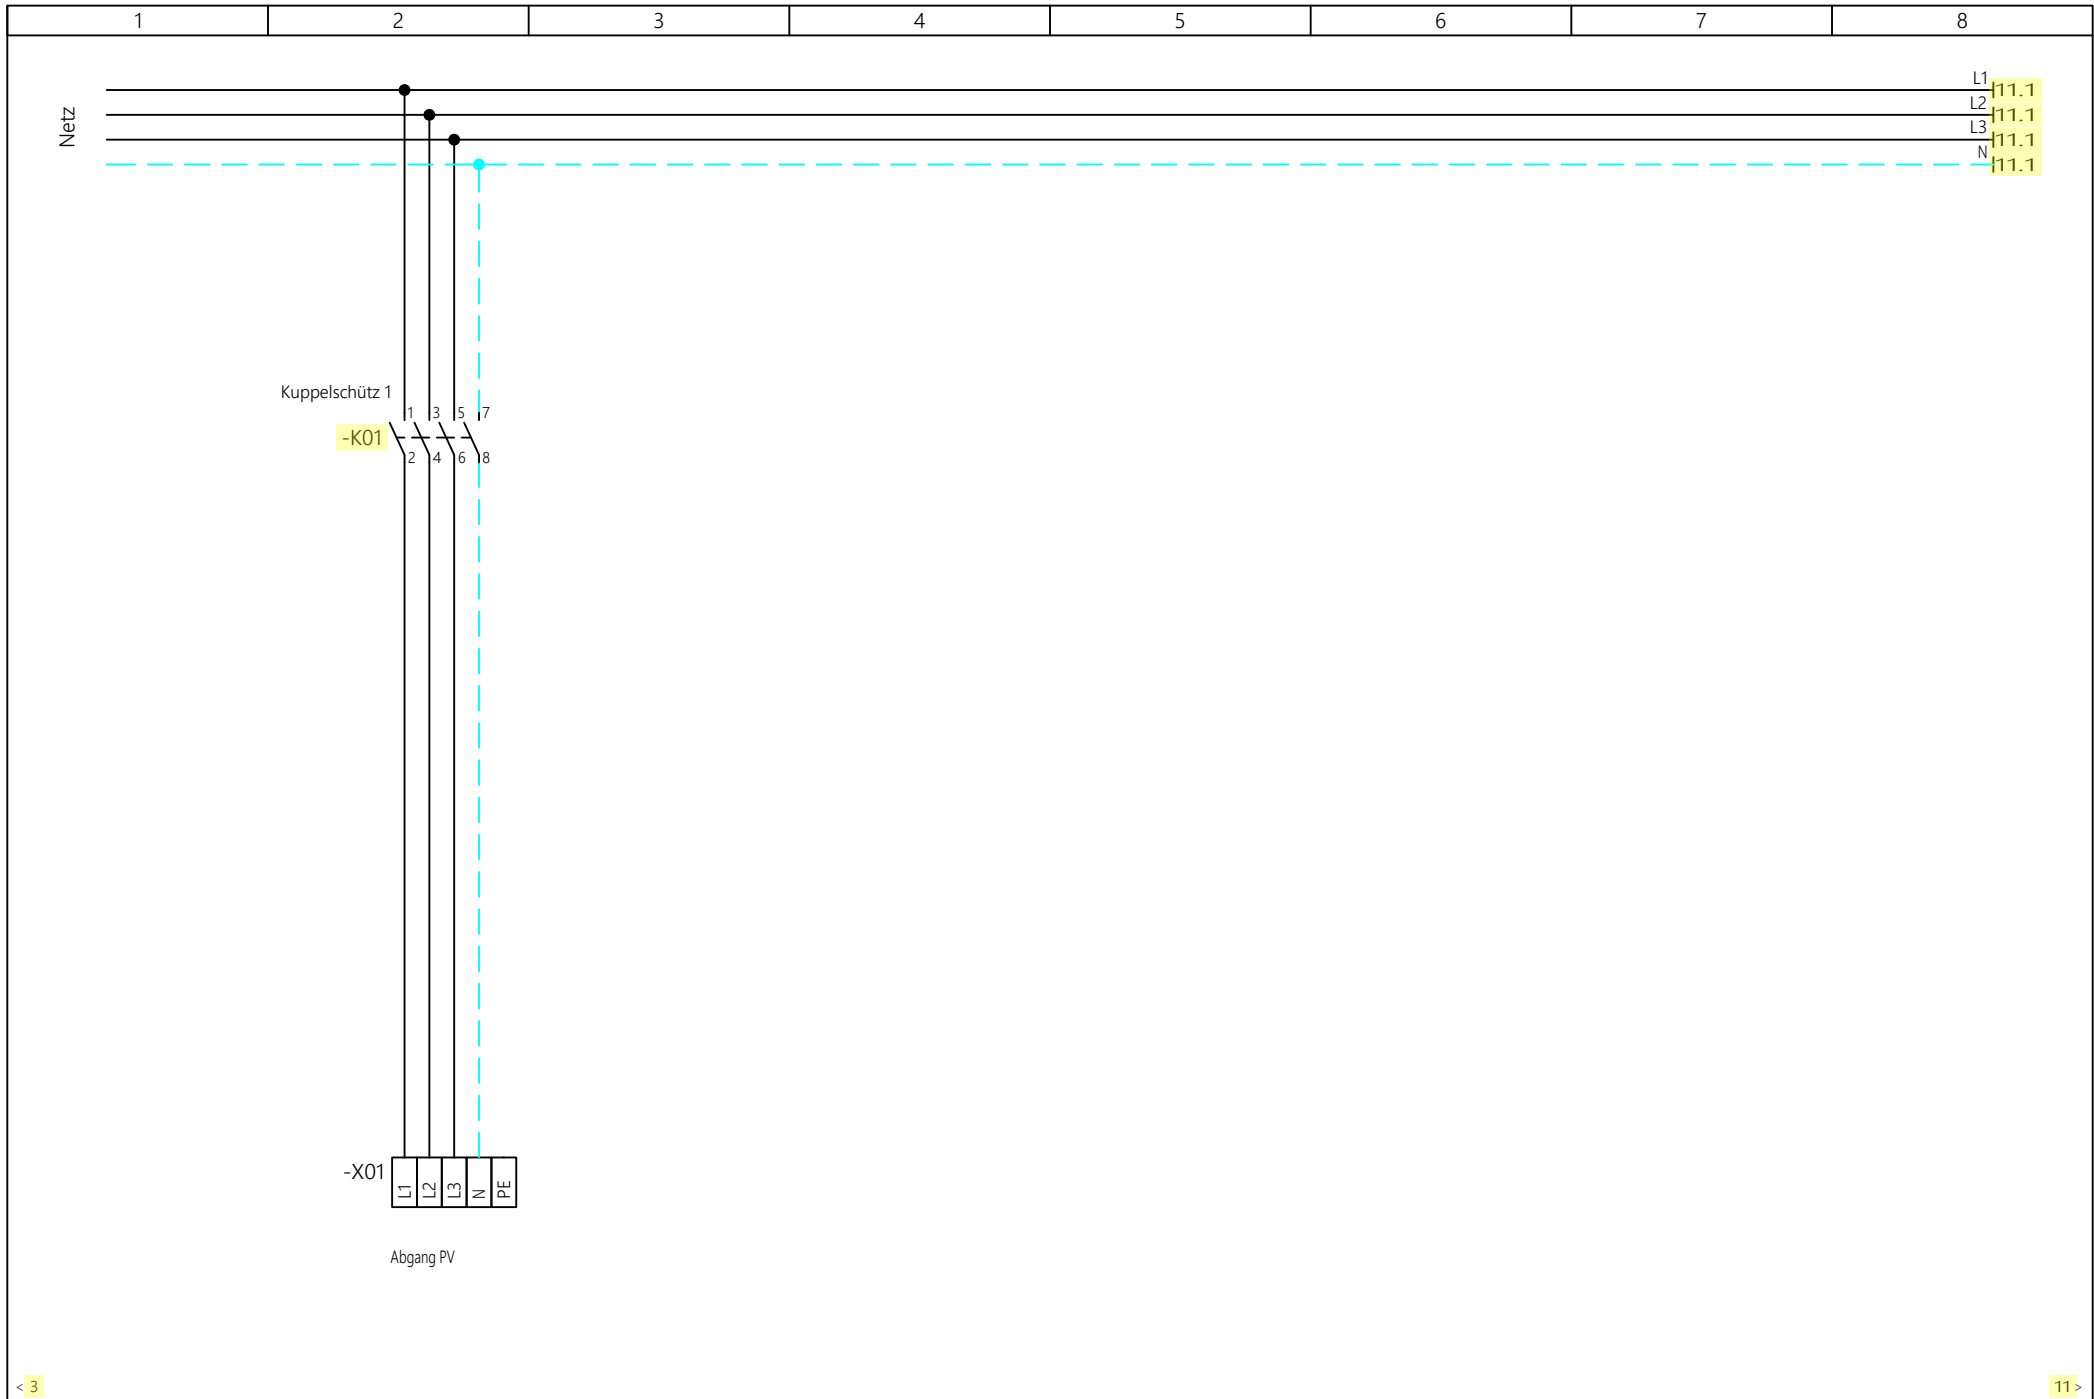 1 2 3 4 5 6 7 8
Netz
L1 11.1
L2 11.1
L3 11.1
N 11.1
Kuppelschütz 1
1 3 5 7
-K01
2 4 6 8
-X01
L1 L2 L3 N PE
Abgang PV
< 3
11 >